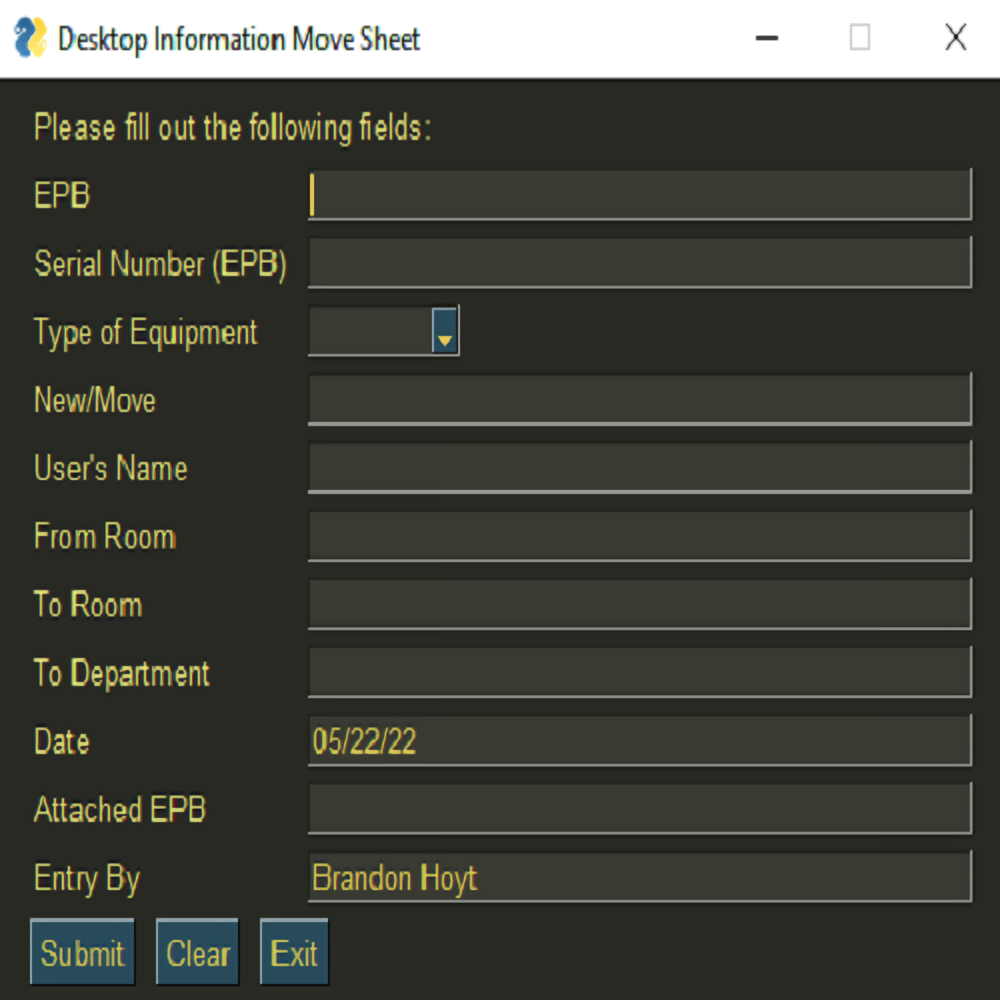 Desktop Information Move Sheet
Please fill out the following fields:
EPB
Serial Number (EPB)
Type of Equipment
New/Move
User's Name
From Room
To Room
To Department
Date 05/22/22
Attached EPB
Entry By Brandon Hoyt
Submit Clear Exit